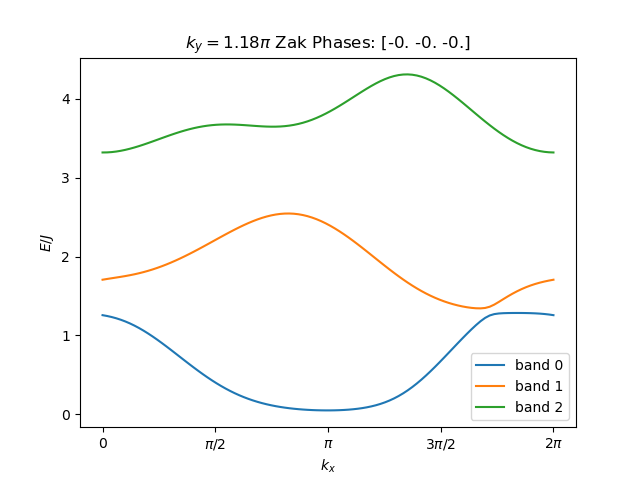 $k_y = 1.18\pi$ Zak Phases: [-0. -0. -0.]
E/J
4
3
2
1
0
0
π/2
π
3π/2
2π
$k_x$
band 0
band 1
band 2